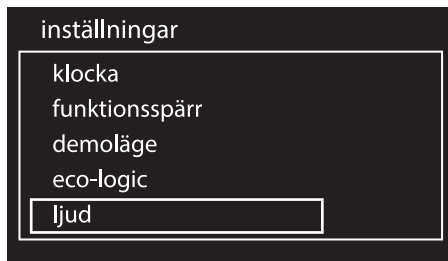 inställningar
klocka
funktionsspärr
demoläge
eco-logic
ljud